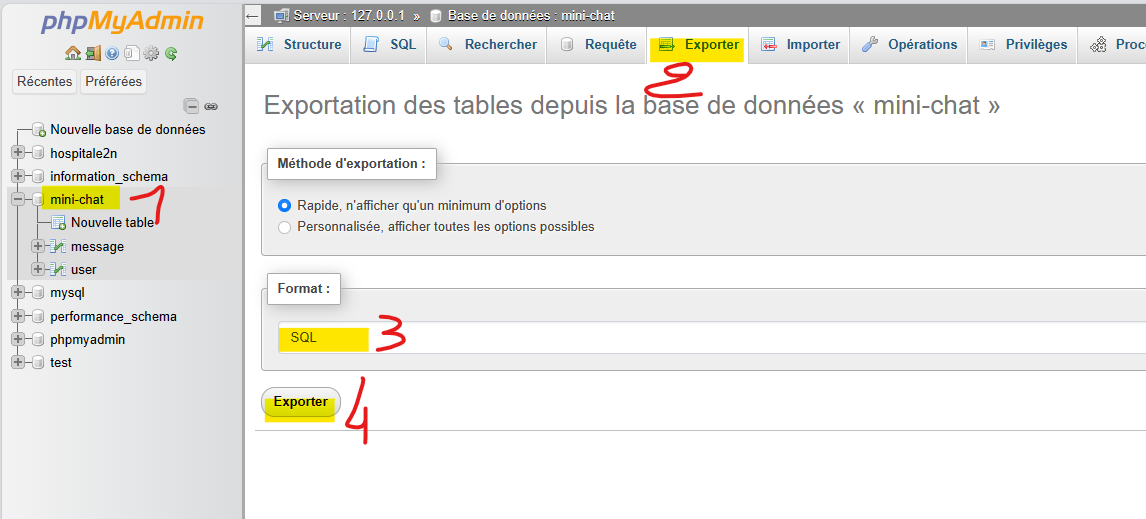 phpMyAdmin
Récentes Préférées
Nouvelle base de données
hospitale2n
information_schema
mini-chat
Nouvelle table
message
user
mysql
performance_schema
phpmyadmin
test
1
Serveur : 127.0.0.1 » Base de données : mini-chat
Structure SQL Rechercher Requête Exporter Importer Opérations Privilèges Proc
2
Exportation des tables depuis la base de données « mini-chat »
Méthode d'exportation :
Rapide, n'afficher qu'un minimum d'options
Personnalisée, afficher toutes les options possibles
Format :
SQL
3
Exporter
4